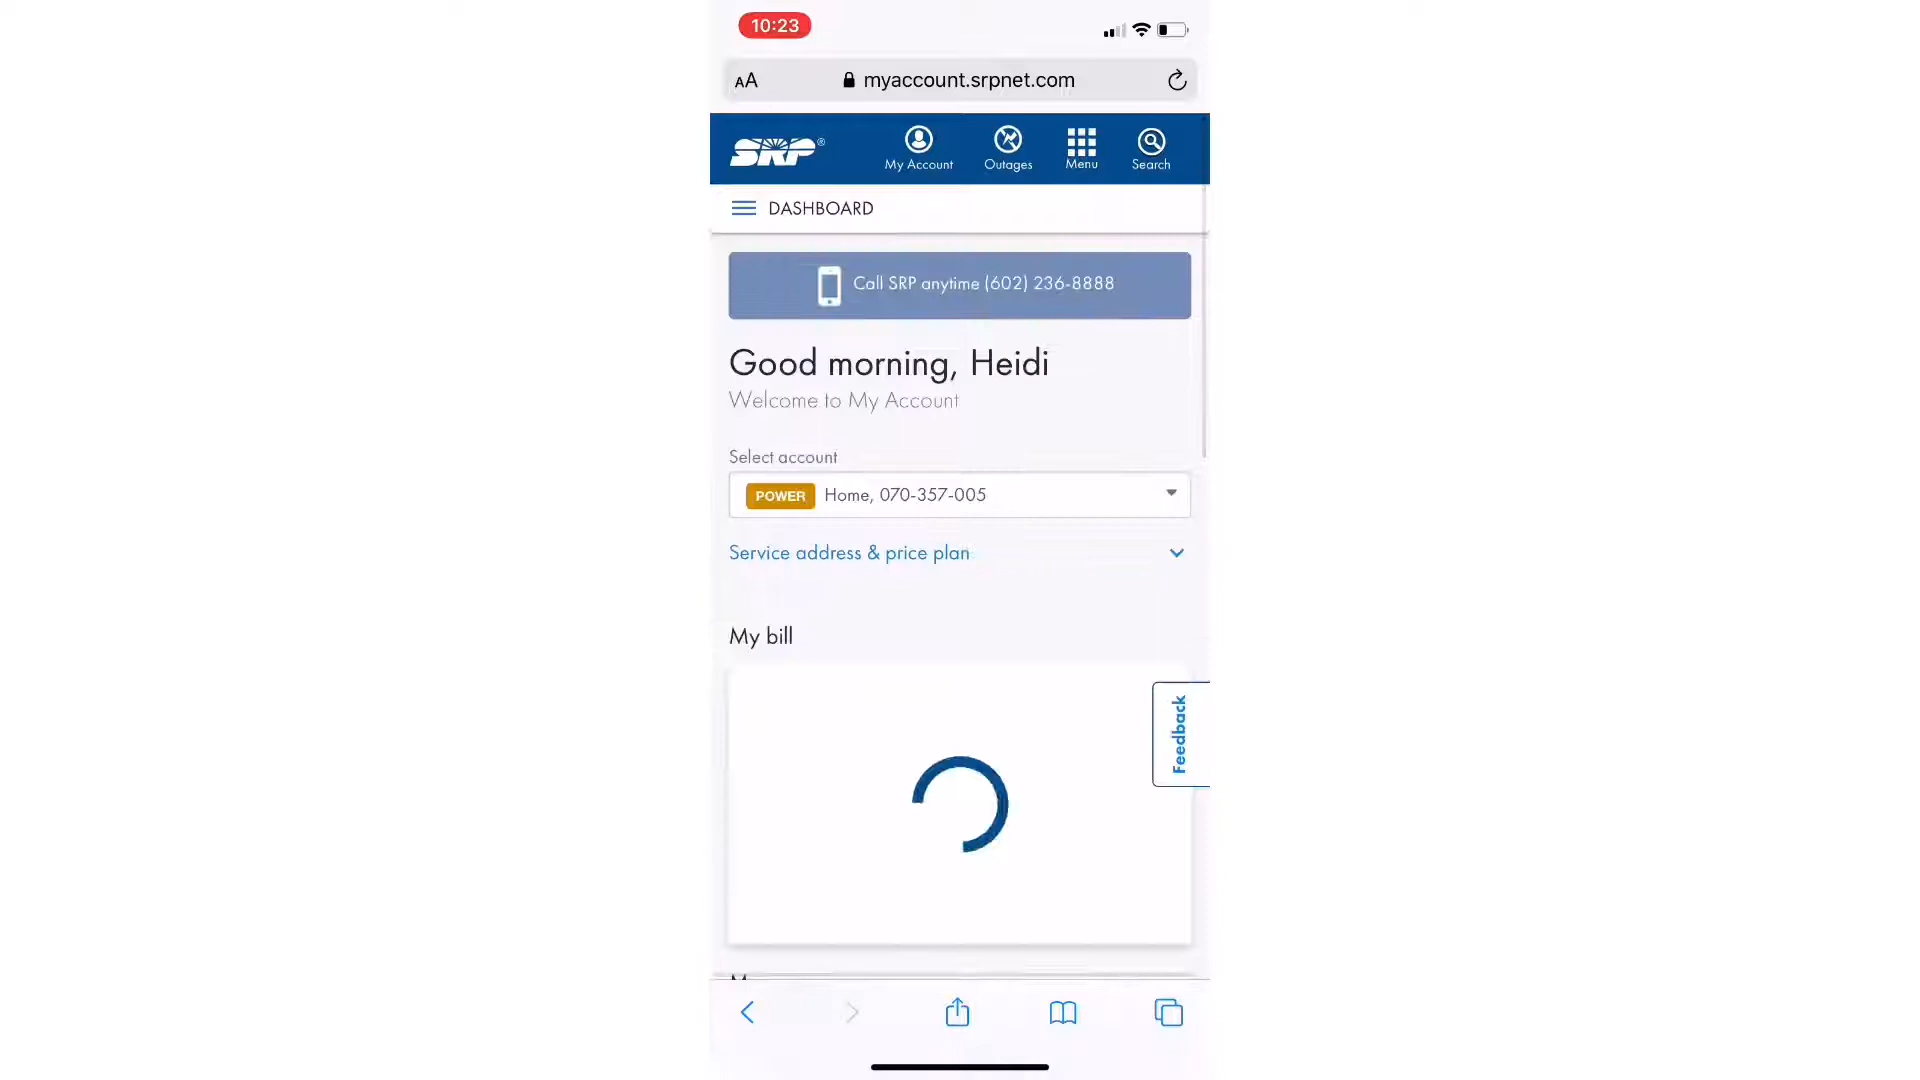 10:23
AA myaccount.srpnet.com
SRP®
My Account Outages Menu Search
DASHBOARD
Call SRP anytime (602) 236-8888
Good morning, Heidi
Welcome to My Account
Select account
POWER Home, 070-357-005
Service address & price plan
My bill
Feedback